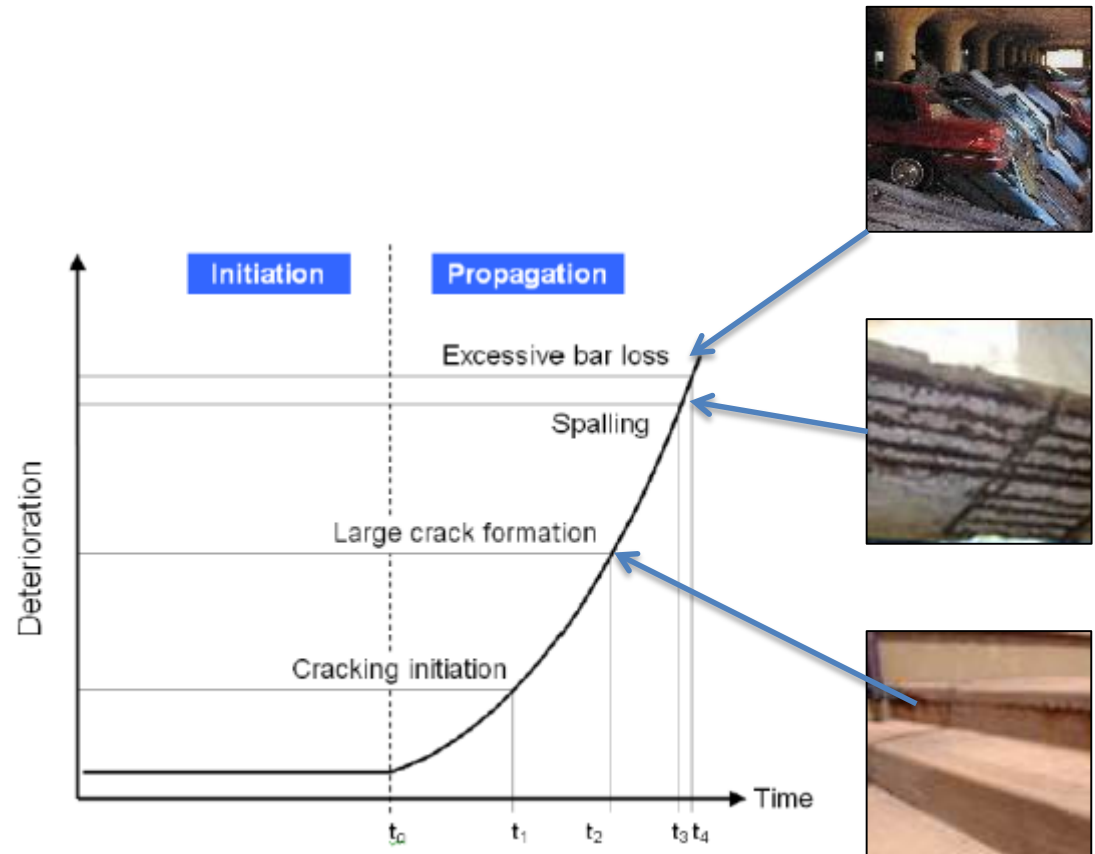 Initiation
Propagation
Excessive bar loss
Spalling
Large crack formation
Cracking initiation
Deterioration
Time
t₀
t₁
t₂
t₃
t₄